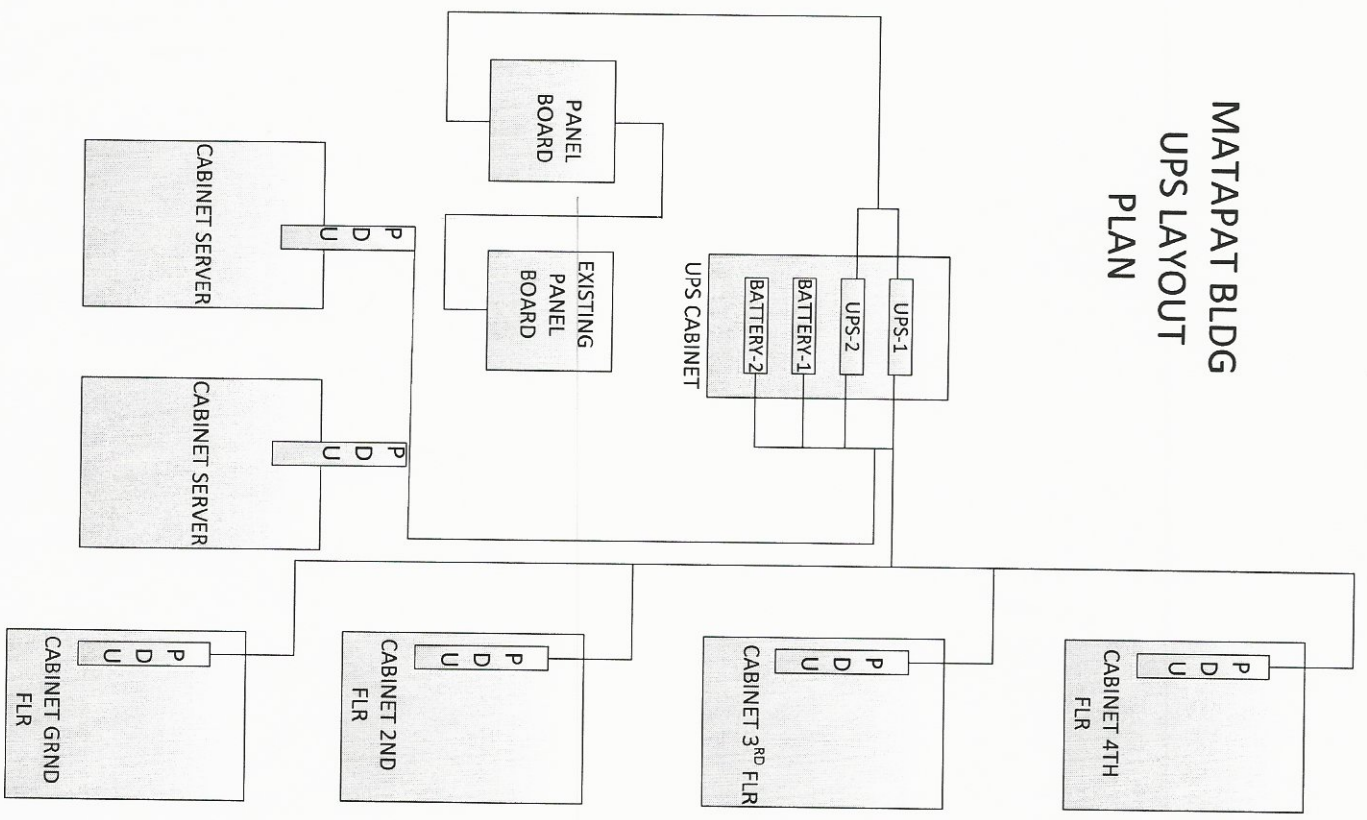 MATAPAT BLDG
UPS LAYOUT
PLAN
UPS-1
UPS-2
BATTERY-1
BATTERY-2
UPS CABINET
PANEL
BOARD
EXISTING
PANEL
BOARD
P
D
U
CABINET SERVER
P
D
U
CABINET SERVER
P
D
U
CABINET 4TH
FLR
P
D
U
CABINET 3RD FLR
P
D
U
CABINET 2ND
FLR
P
D
U
CABINET GRND
FLR